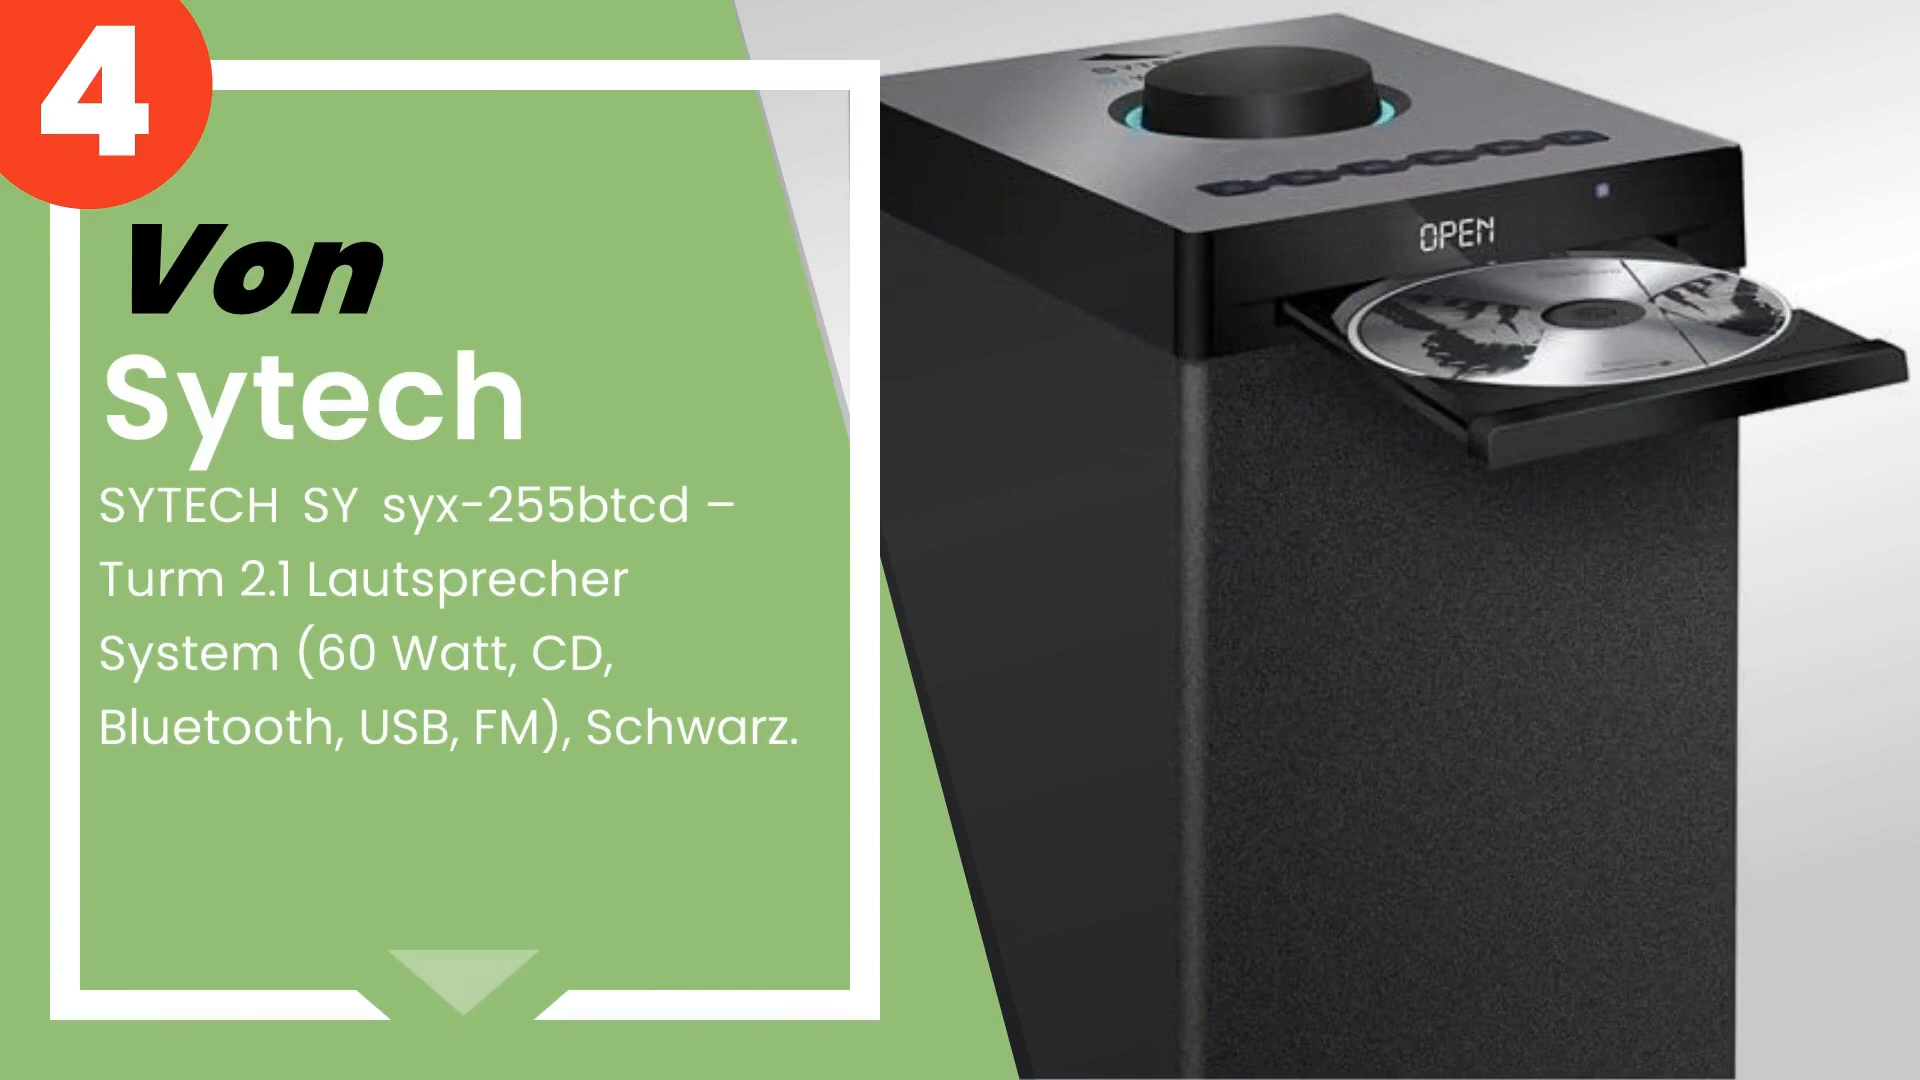 4
Von
Sytech
SYTECH SY syx-255btcd –
Turm 2.1 Lautsprecher
System (60 Watt, CD,
Bluetooth, USB, FM), Schwarz.
OPEN